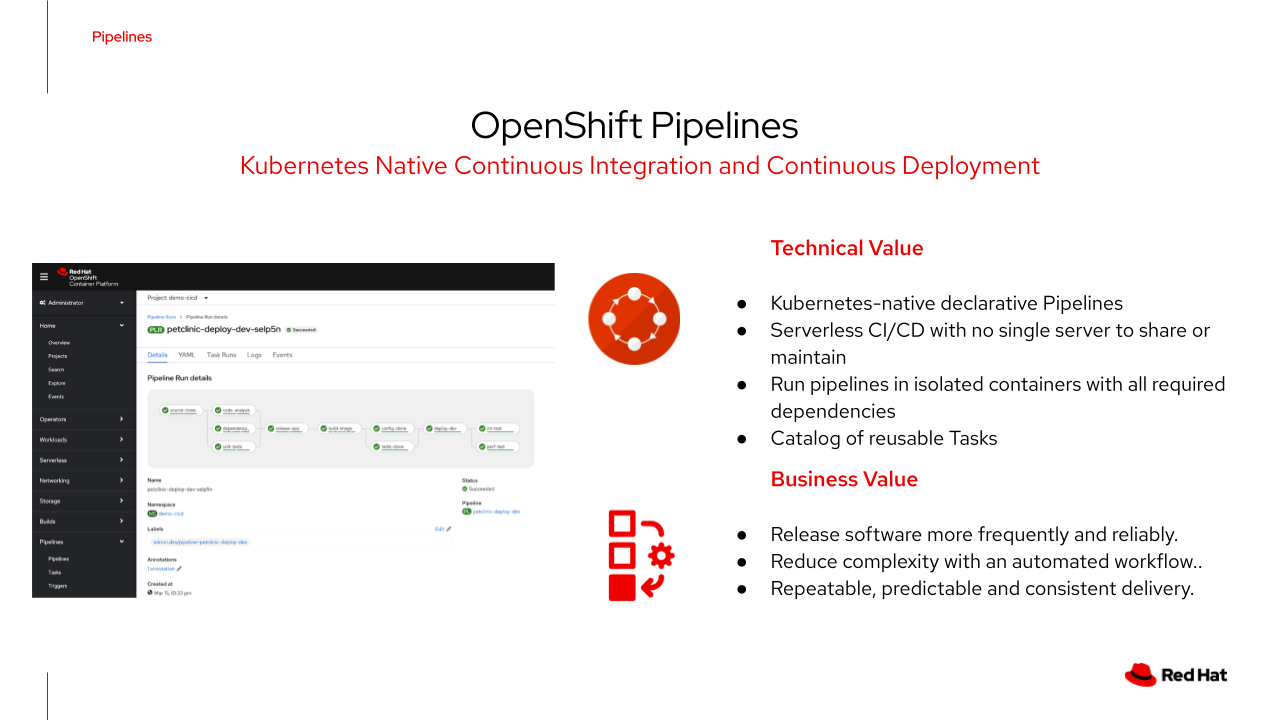 Pipelines
OpenShift Pipelines
Kubernetes Native Continuous Integration and Continuous Deployment
Red Hat
OpenShift
Container Platform
Administrator
Home
Overview
Projects
Search
Explore
Events
Operators
Workloads
Serverless
Networking
Storage
Builds
Pipelines
Pipelines
Tasks
Triggers
Project: demo-cicd
Pipeline Runs > Pipeline Run details
PLR petclinic-deploy-dev-selp5n Succeeded
Details YAML Task Runs Logs Events
Pipeline Run details
source-clone code-analysis
dependency... release-app build-image config-clone deploy-dev int-test
unit-tests tests-clone perf-test
Name
petclinic-deploy-dev-selp5n
Namespace
NS demo-cicd
Labels
Edit
tekton.dev/pipeline=petclinic-deploy-dev
Annotations
1 annotation
Created at
Mar 15, 10:33 pm
Status
Succeeded
Pipeline
PL petclinic-deploy-dev
Technical Value
● Kubernetes-native declarative Pipelines
● Serverless CI/CD with no single server to share or
maintain
● Run pipelines in isolated containers with all required
dependencies
● Catalog of reusable Tasks
Business Value
● Release software more frequently and reliably.
● Reduce complexity with an automated workflow..
● Repeatable, predictable and consistent delivery.
Red Hat